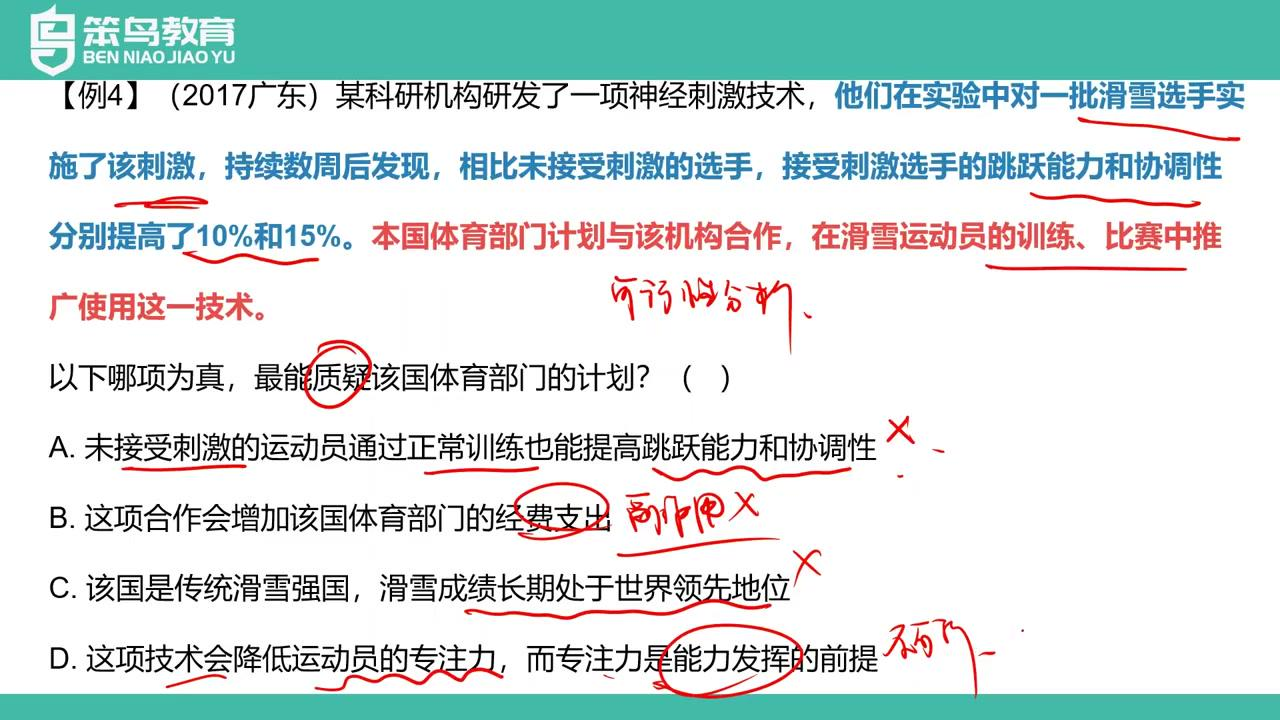 笨鸟教育
BEN NIAO JIAO YU
【例4】（2017广东）某科研机构研发了一项神经刺激技术，他们在实验中对一批滑雪选手实
施了该刺激，持续数周后发现，相比未接受刺激的选手，接受刺激选手的跳跃能力和协调性
分别提高了10%和15%。本国体育部门计划与该机构合作，在滑雪运动员的训练、比赛中推
广使用这一技术。
可行性分析
以下哪项为真，最能质疑该国体育部门的计划？（ ）
A. 未接受刺激的运动员通过正常训练也能提高跳跃能力和协调性
B. 这项合作会增加该国体育部门的经费支出 副作用
C. 该国是传统滑雪强国，滑雪成绩长期处于世界领先地位
D. 这项技术会降低运动员的专注力，而专注力是能力发挥的前提 不可行